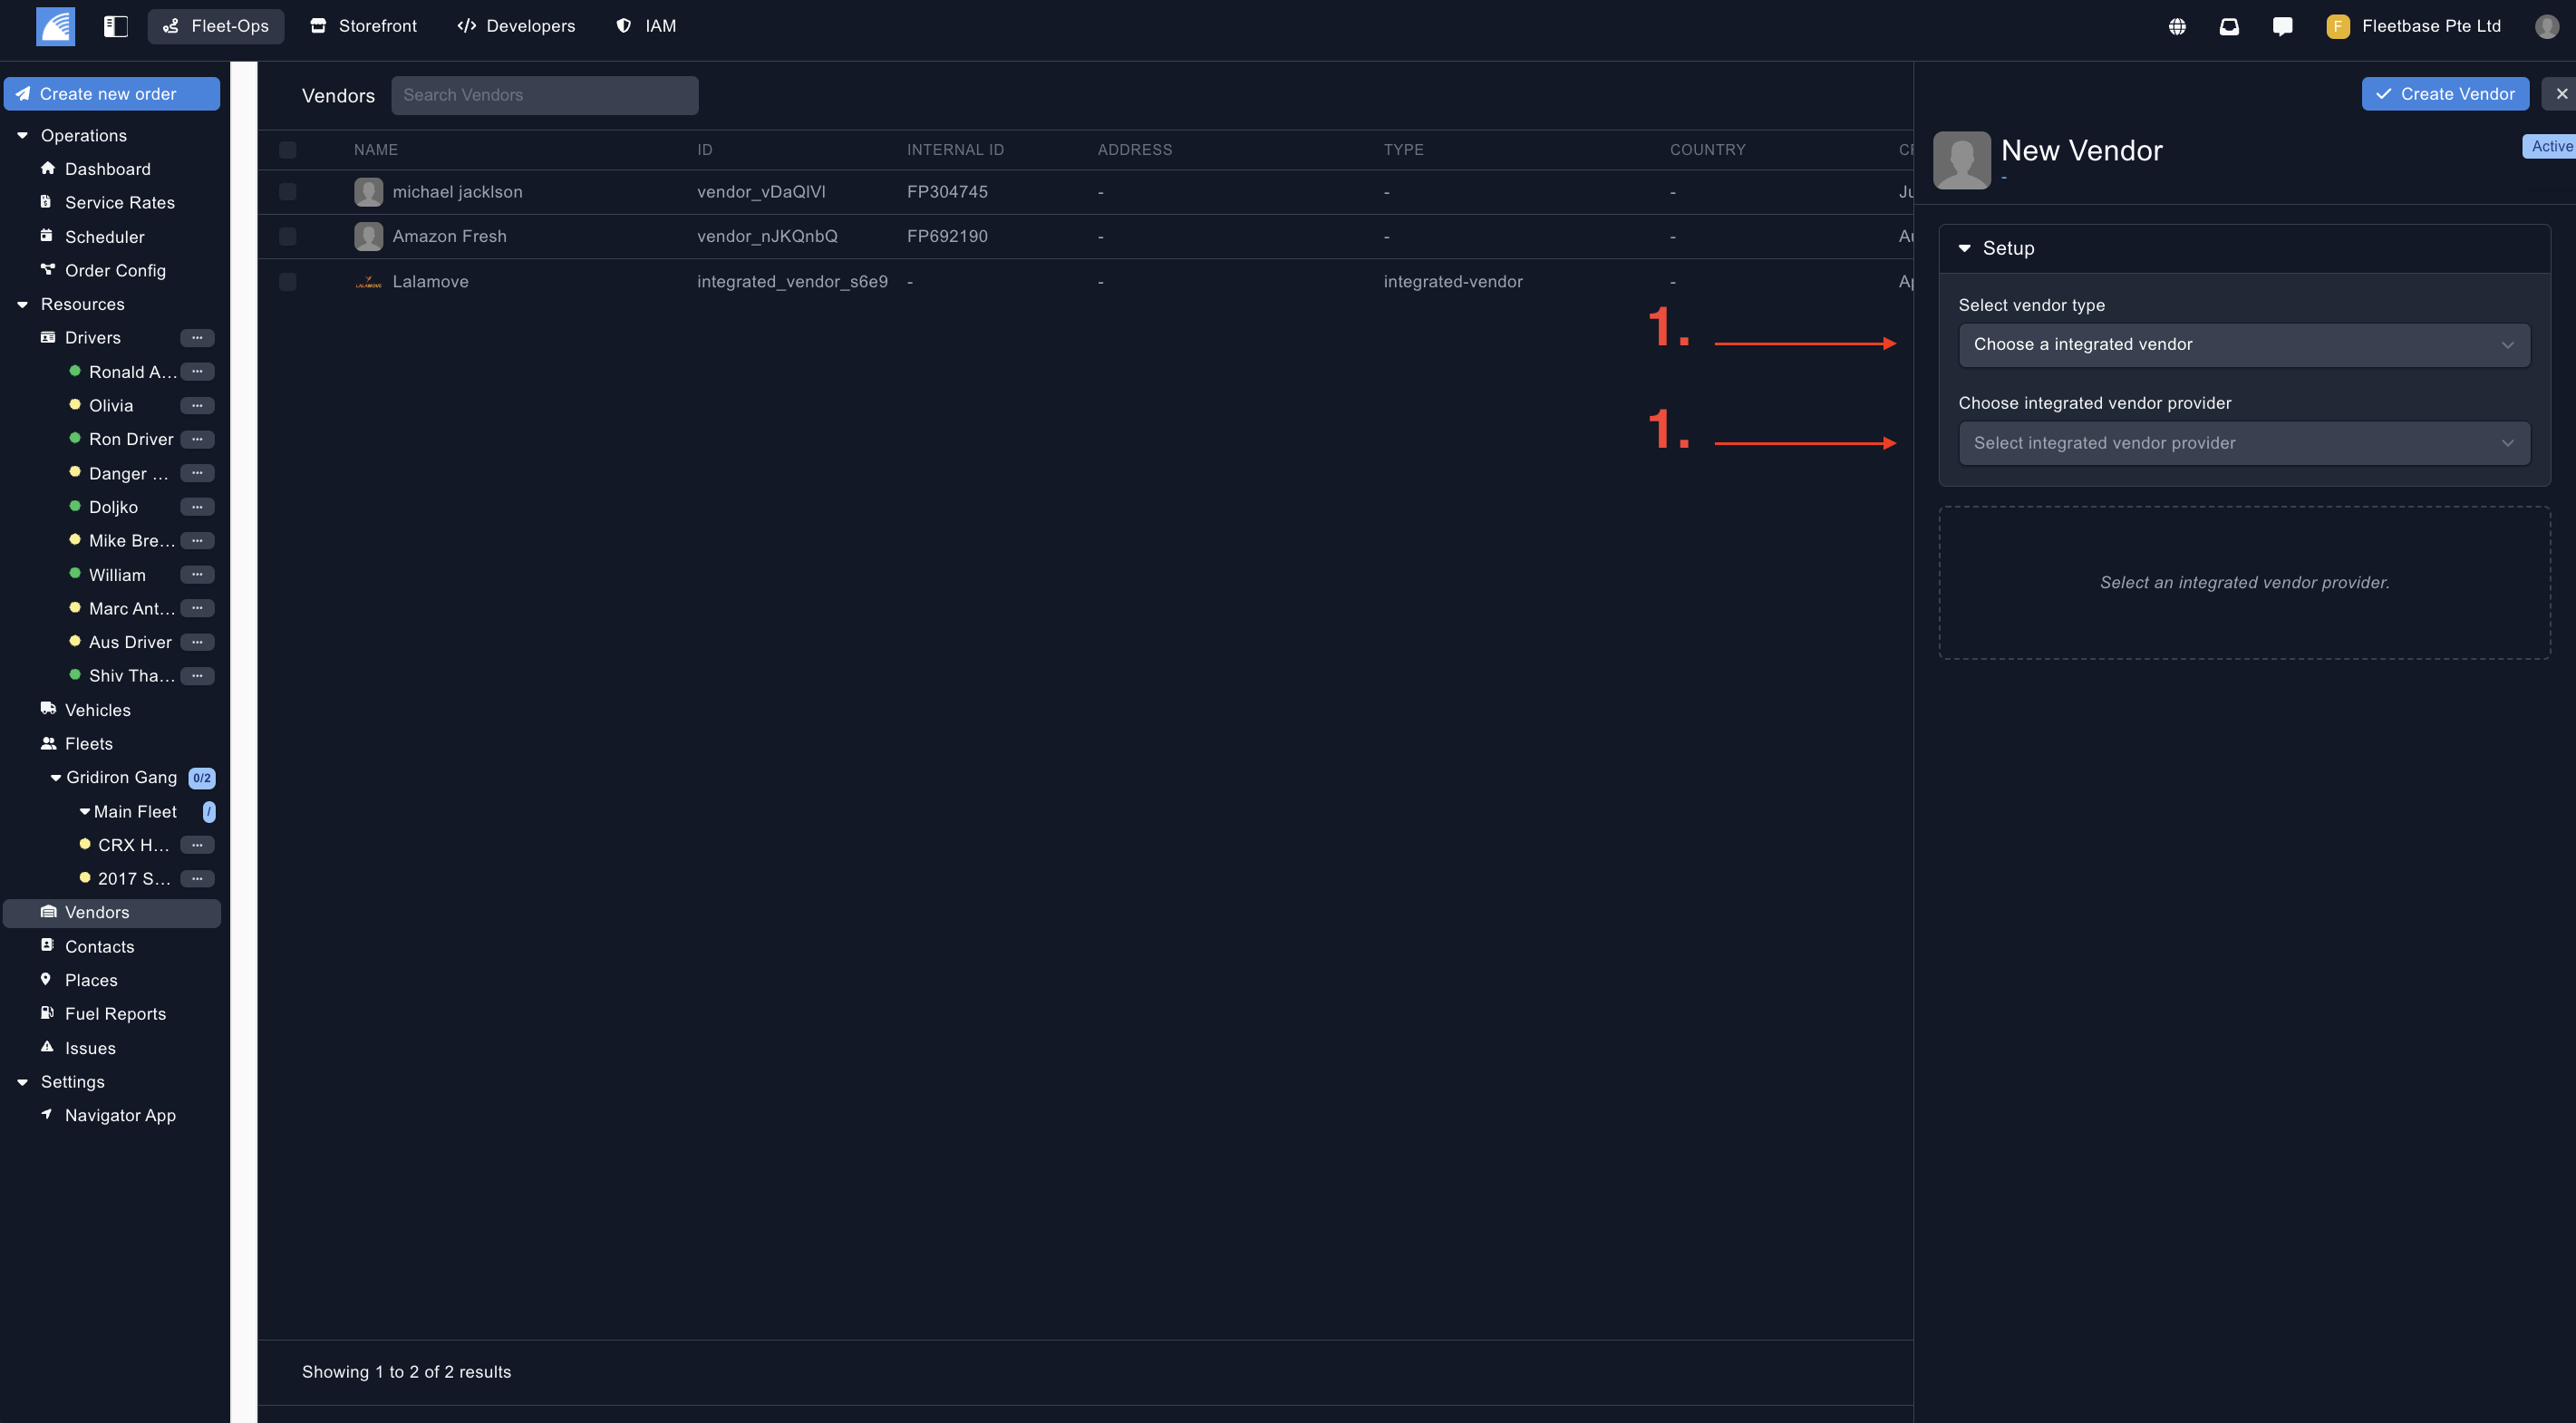 Fleet-Ops Storefront Developers IAM F Fleetbase Pte Ltd
Create new order
Operations
Dashboard
Service Rates
Scheduler
Order Config
Resources
Drivers
Ronald A...
Olivia
Ron Driver
Danger ...
Doljko
Mike Bre...
William
Marc Ant...
Aus Driver
Shiv Tha...
Vehicles
Fleets
Gridiron Gang 0/2
Main Fleet /
CRX H...
2017 S...
Vendors
Contacts
Places
Fuel Reports
Issues
Settings
Navigator App
Vendors Search Vendors
NAME ID INTERNAL ID ADDRESS TYPE COUNTRY
michael jacklson vendor_vDaQlVl FP304745 - - - Ju
Amazon Fresh vendor_nJKQnbQ FP692190 - - - Au
LALAMOVE Lalamove integrated_vendor_s6e9 - - integrated-vendor - Ap
1.
1.
Showing 1 to 2 of 2 results
Create Vendor
New Vendor Active
-
Setup
Select vendor type
Choose a integrated vendor
Choose integrated vendor provider
Select integrated vendor provider
Select an integrated vendor provider.